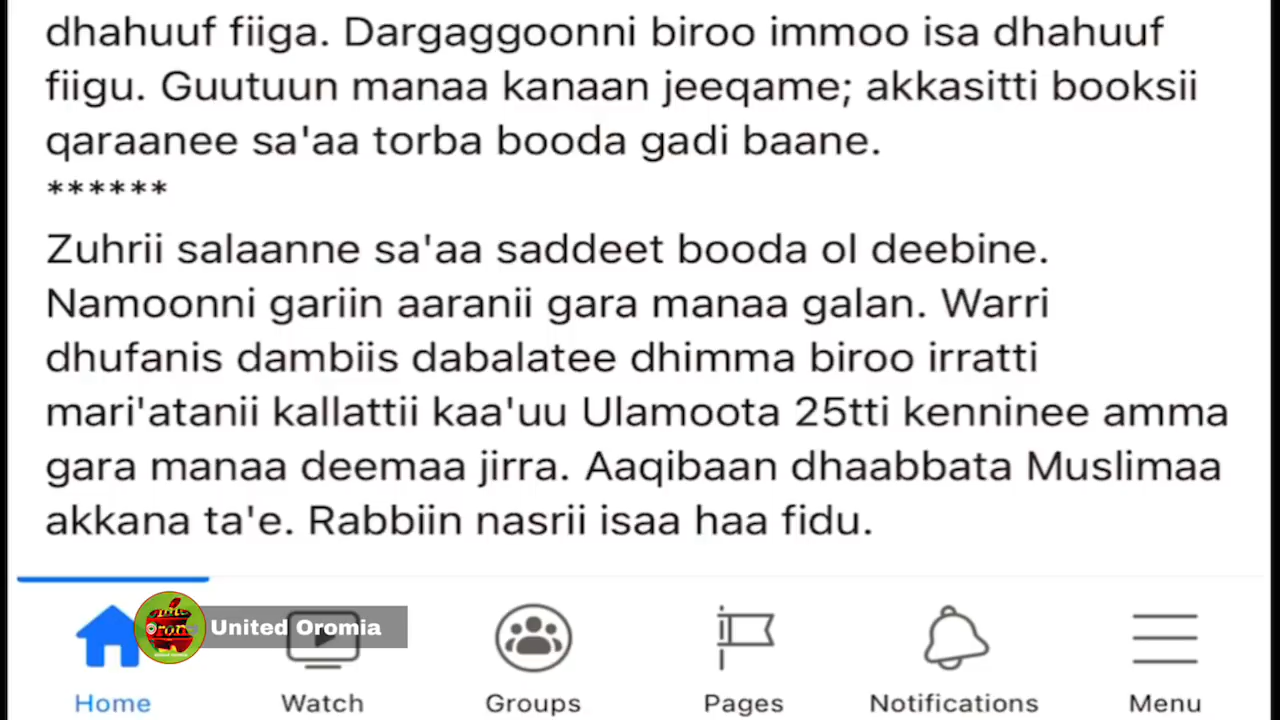 dhahuuf fiiga. Dargaggoonni biroo immoo isa dhahuuf
fiigu. Guutuun manaa kanaan jeeqame; akkasitti booksii
qaraanee sa'aa torba booda gadi baane.
******
Zuhrii salaanne sa'aa saddeet booda ol deebine.
Namoonni gariin aaranii gara manaa galan. Warri
dhufanis dambiis dabalatee dhimma biroo irratti
mari'atanii kallattii kaa'uu Ulamoota 25tti kenninee amma
gara manaa deemaa jirra. Aaqibaan dhaabbata Muslimaa
akkana ta'e. Rabbiin nasrii isaa haa fidu.
United Oromia
Home Watch Groups Pages Notifications Menu